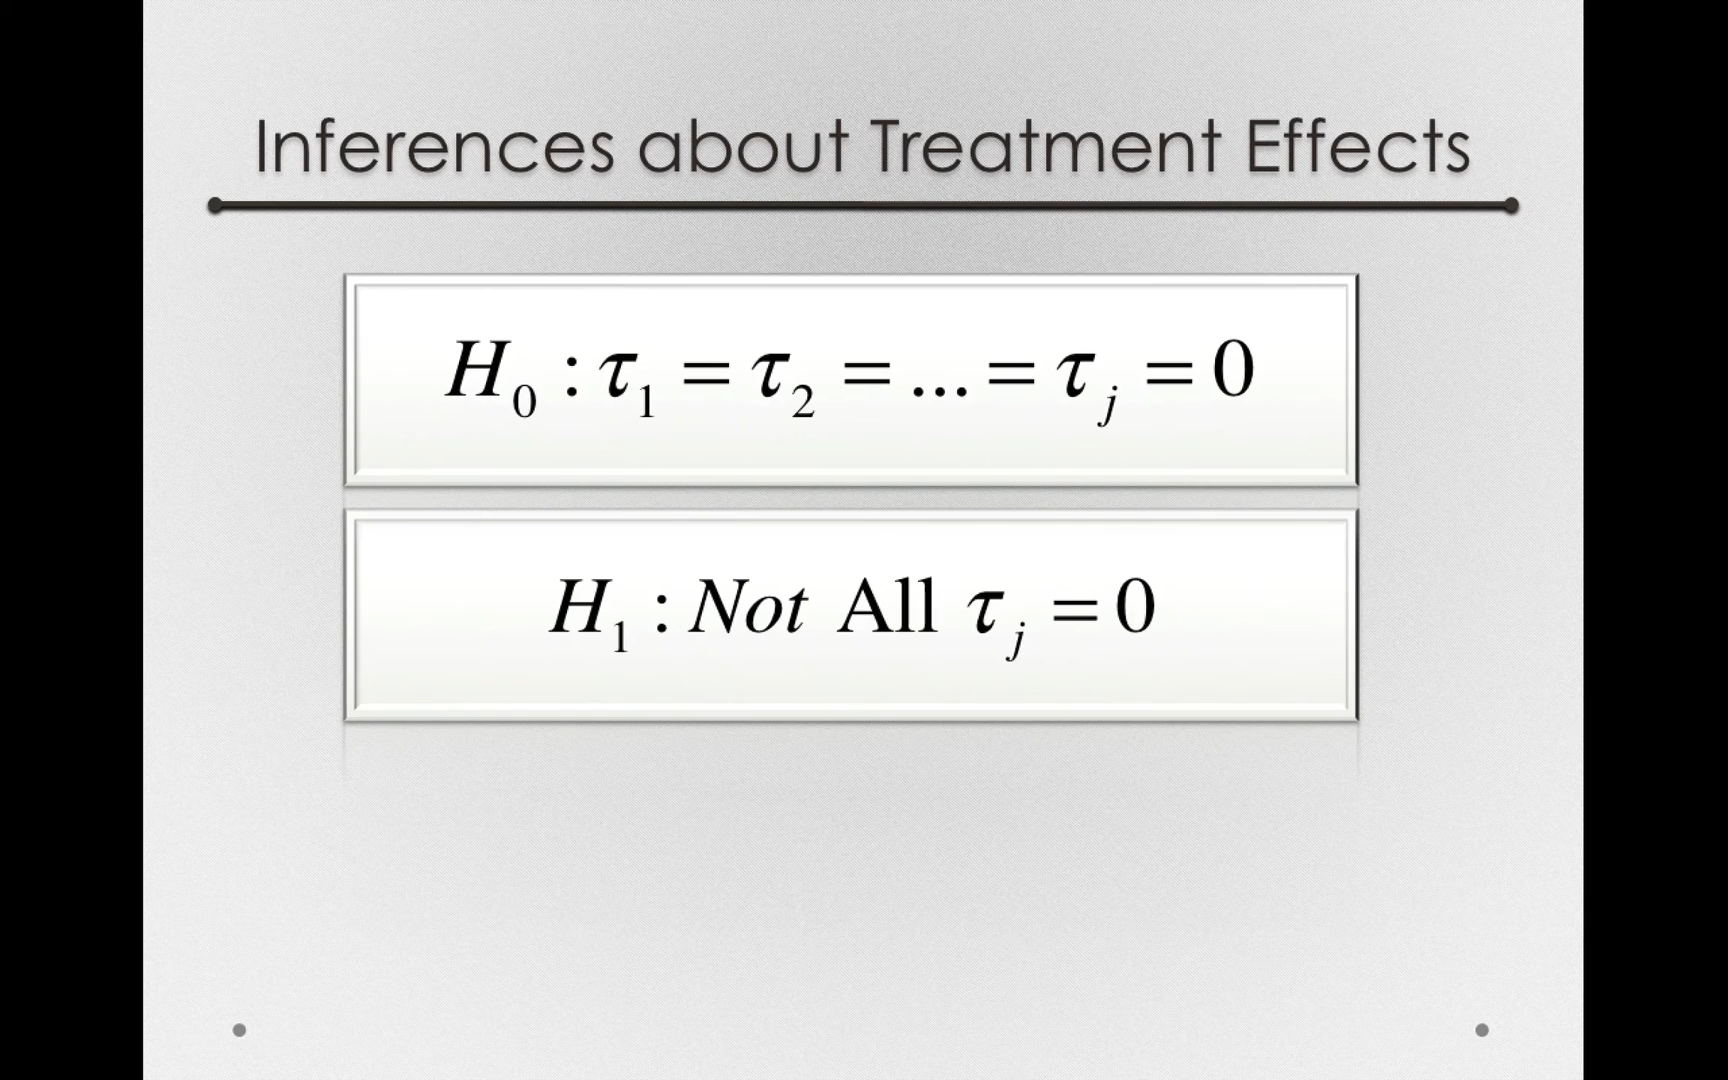 Inferences about Treatment Effects
H₀ : τ₁ = τ₂ = ... = τⱼ = 0
H₁ : Not All τⱼ = 0